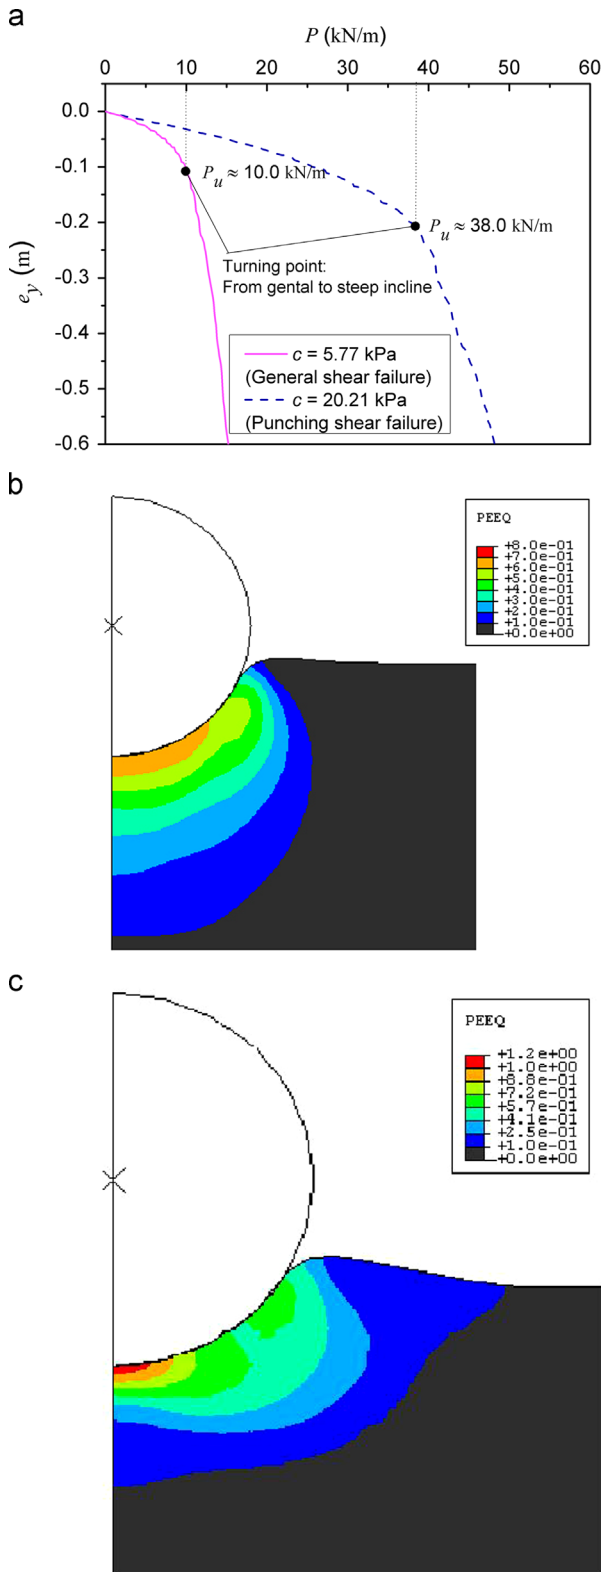 a
P (kN/m)
0 10 20 30 40 50 60
0.0
-0.1
-0.2
-0.3
-0.4
-0.5
-0.6
e_y (m)
P_u ≈ 10.0 kN/m
P_u ≈ 38.0 kN/m
Turning point:
From gental to steep incline
c = 5.77 kPa
(General shear failure)
c = 20.21 kPa
(Punching shear failure)
b
PEEQ
+8.0e-01
+7.0e-01
+6.0e-01
+5.0e-01
+4.0e-01
+3.0e-01
+2.0e-01
+1.0e-01
+0.0e+00
c
PEEQ
+1.2e+00
+1.0e+00
+8.8e-01
+7.2e-01
+5.7e-01
+4.1e-01
+2.5e-01
+1.0e-01
+0.0e+00